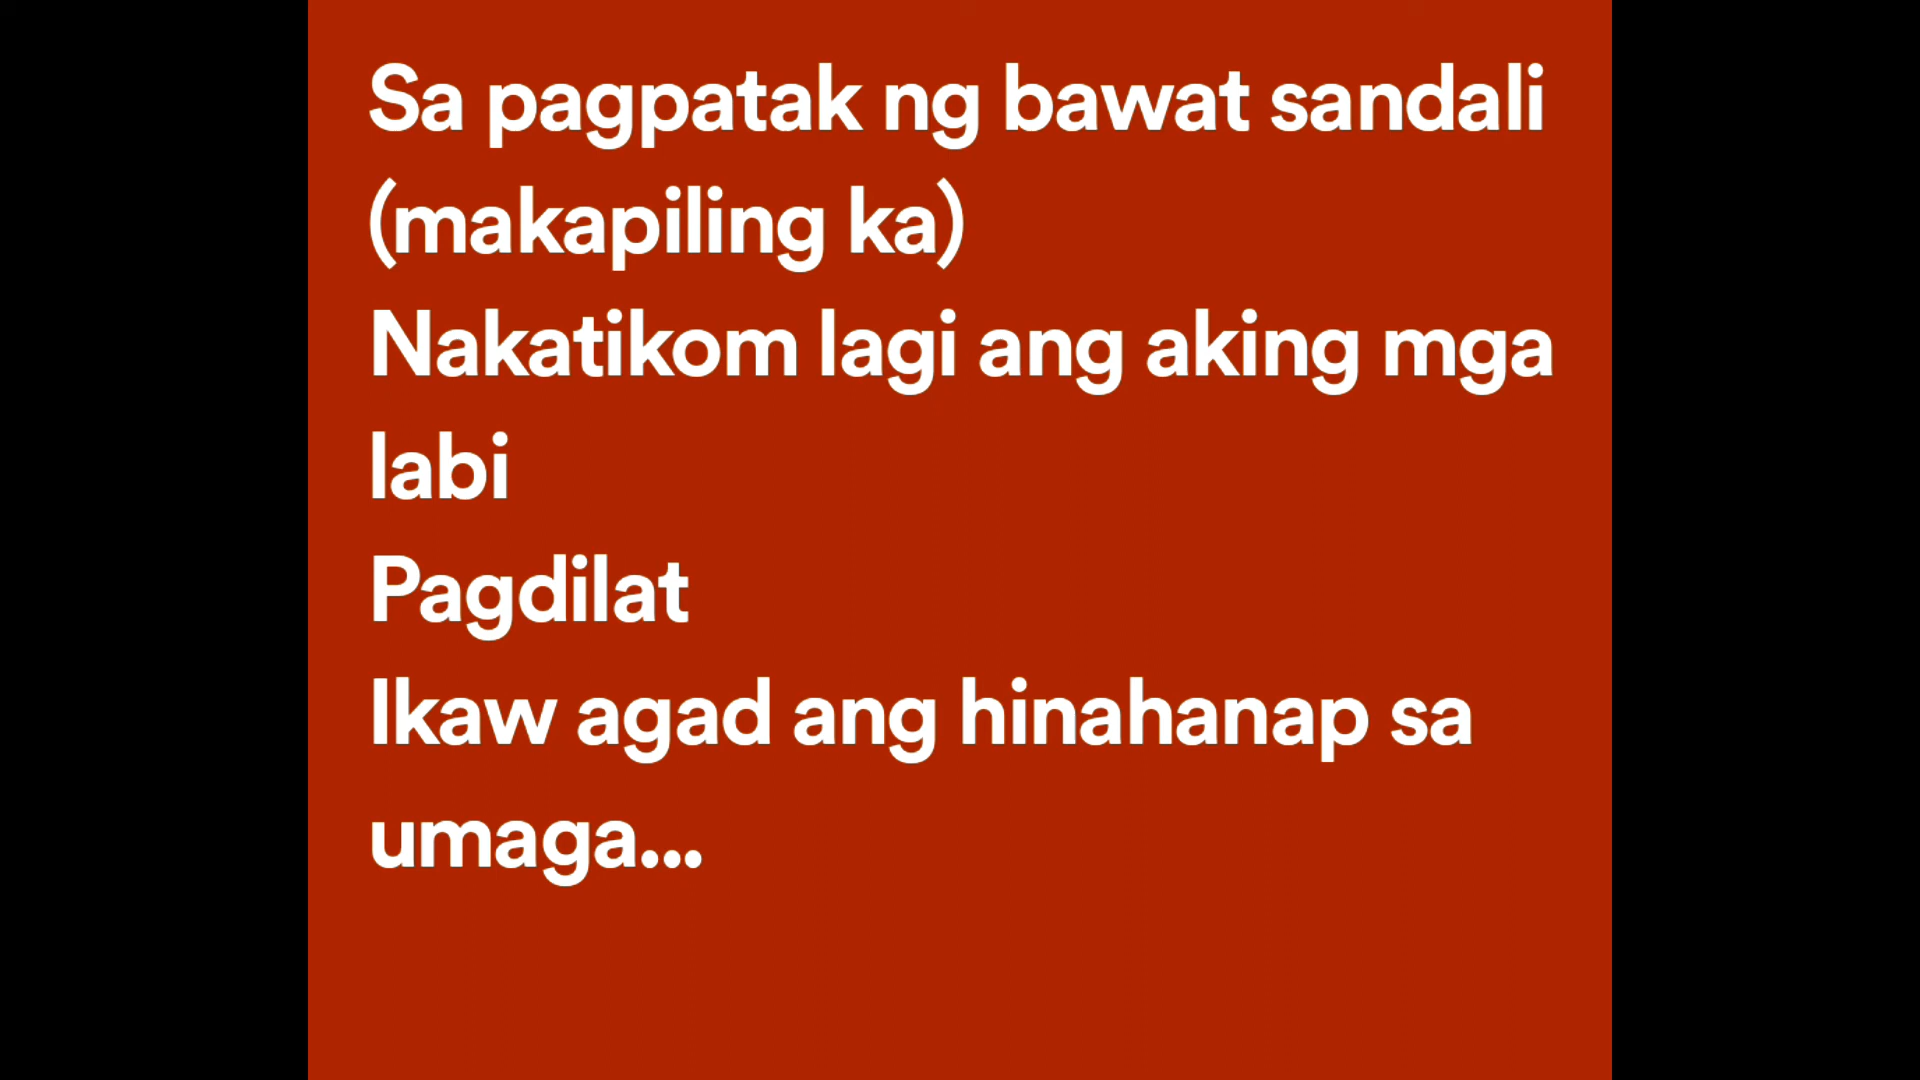 Sa pagpatak ng bawat sandali
(makapiling ka)
Nakatikom lagi ang aking mga
labi
Pagdilat
Ikaw agad ang hinahanap sa
umaga...